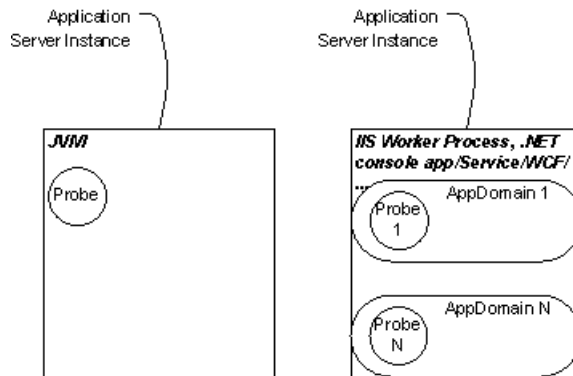 Application
Server Instance
Application
Server Instance
JVM
Probe
IIS Worker Process, .NET
console app/Service/WCF/
...
AppDomain 1
Probe
1
AppDomain N
Probe
N